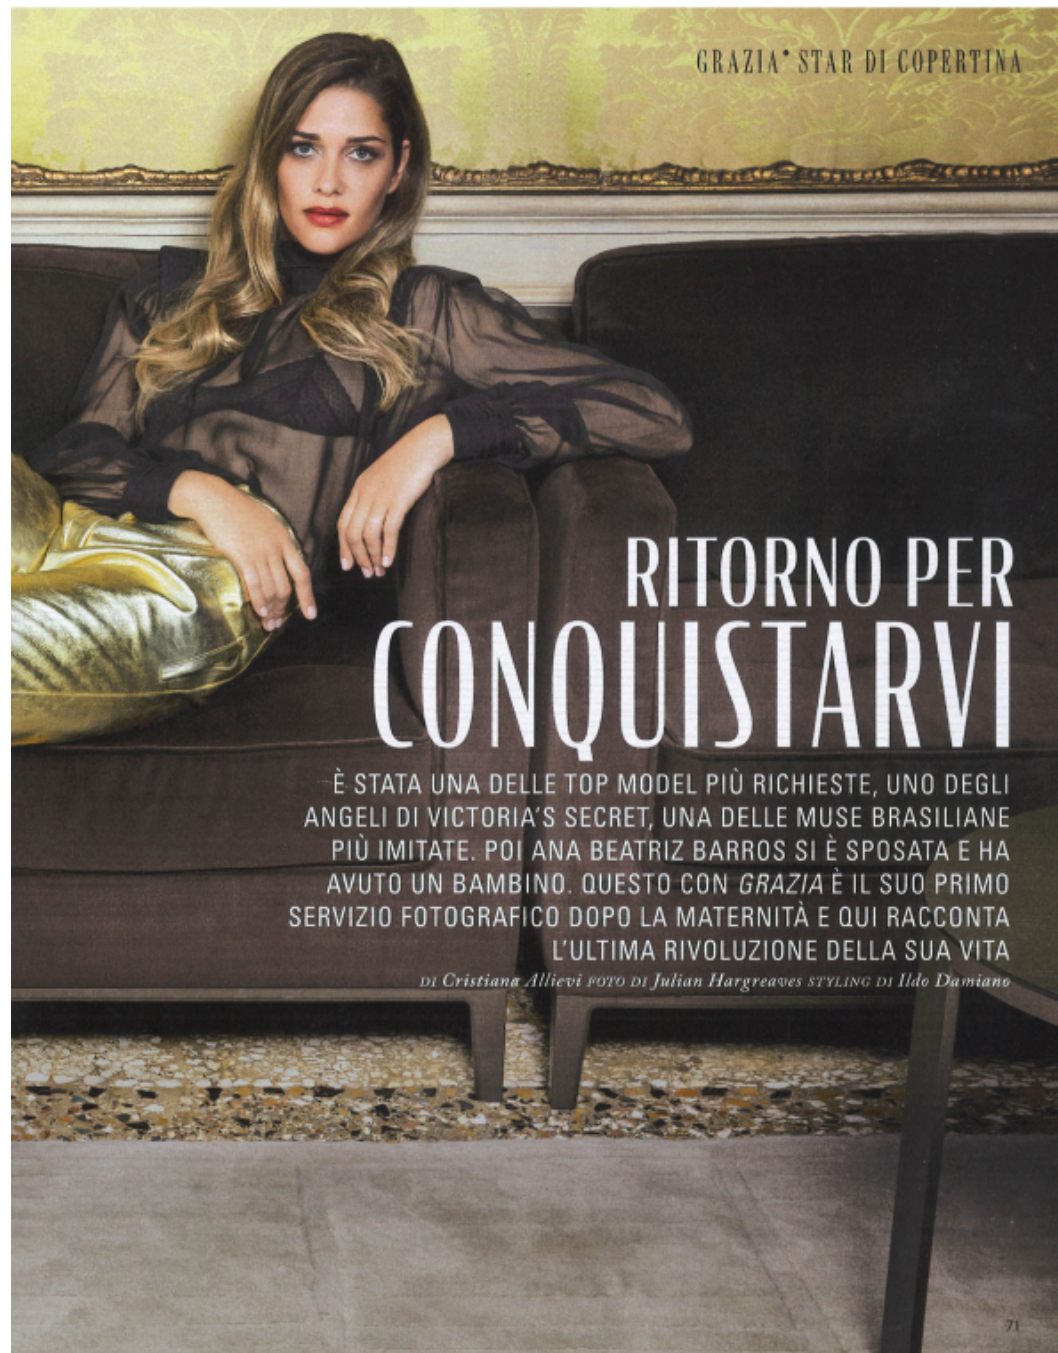 GRAZIA• STAR DI COPERTINA
RITORNO PER
CONQUISTARVI
È STATA UNA DELLE TOP MODEL PIÙ RICHIESTE, UNO DEGLI
ANGELI DI VICTORIA'S SECRET, UNA DELLE MUSE BRASILIANE
PIÙ IMITATE. POI ANA BEATRIZ BARROS SI È SPOSATA E HA
AVUTO UN BAMBINO. QUESTO CON GRAZIA È IL SUO PRIMO
SERVIZIO FOTOGRAFICO DOPO LA MATERNITÀ E QUI RACCONTA
L'ULTIMA RIVOLUZIONE DELLA SUA VITA
DI Cristiana Allievi FOTO DI Julian Hargreaves STYLING DI Ildo Damiano
71